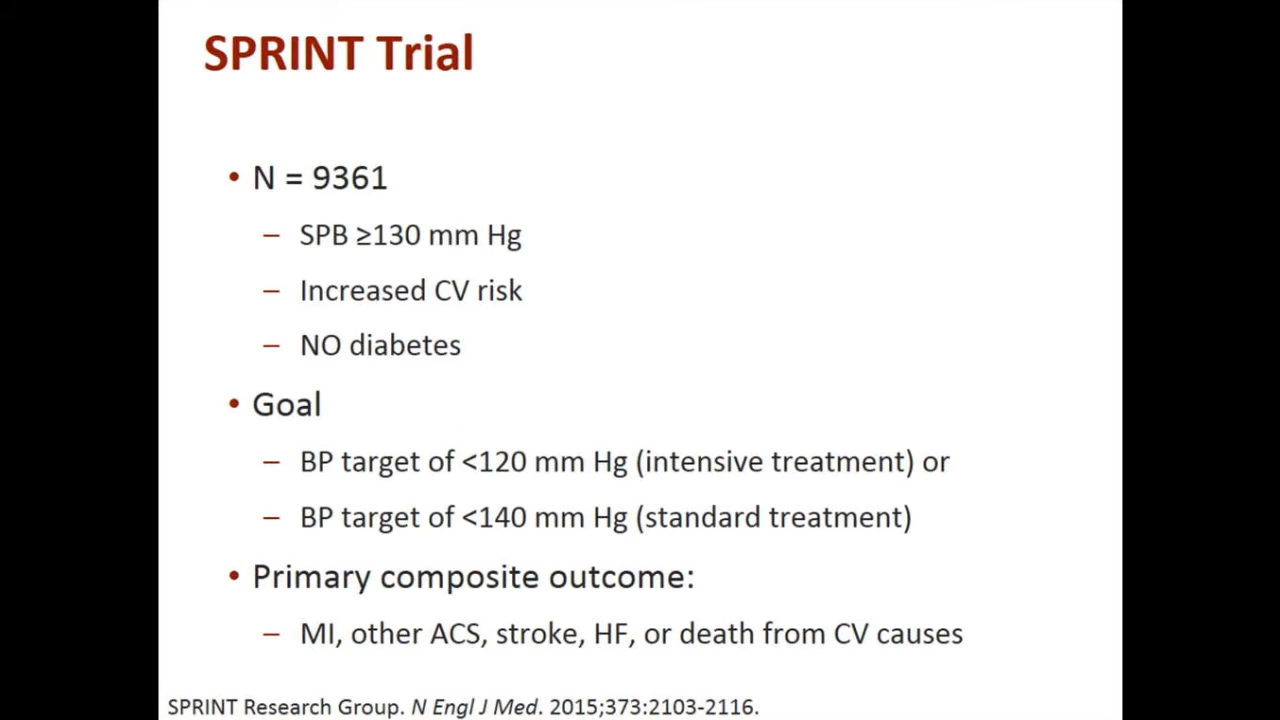 SPRINT Trial
• N = 9361
– SPB ≥130 mm Hg
– Increased CV risk
– NO diabetes
• Goal
– BP target of <120 mm Hg (intensive treatment) or
– BP target of <140 mm Hg (standard treatment)
• Primary composite outcome:
– MI, other ACS, stroke, HF, or death from CV causes
SPRINT Research Group. N Engl J Med. 2015;373:2103-2116.